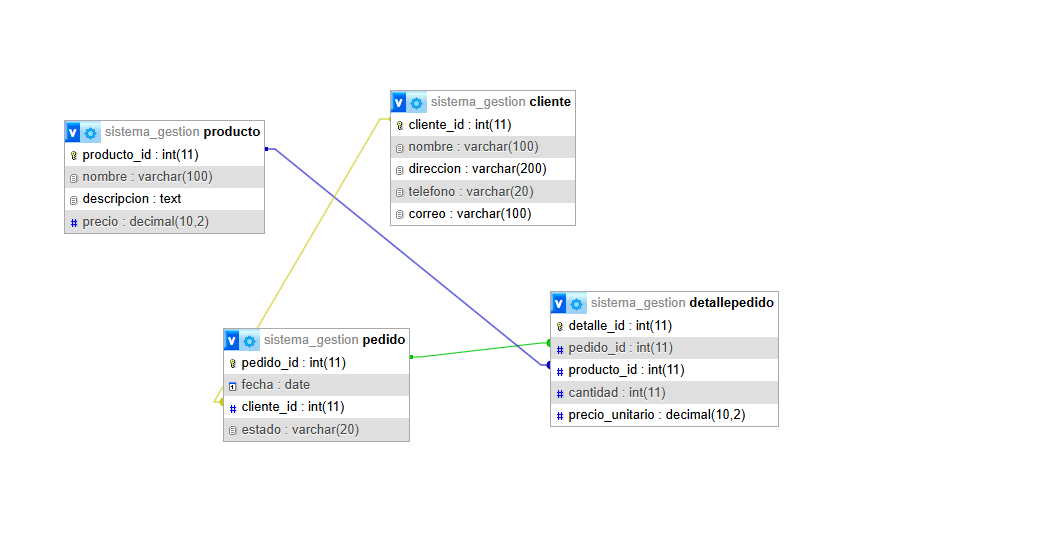 sistema_gestion cliente
cliente_id : int(11)
nombre : varchar(100)
direccion : varchar(200)
telefono : varchar(20)
correo : varchar(100)
sistema_gestion producto
producto_id : int(11)
nombre : varchar(100)
descripcion : text
# precio : decimal(10,2)
sistema_gestion detallepedido
detalle_id : int(11)
# pedido_id : int(11)
# producto_id : int(11)
# cantidad : int(11)
# precio_unitario : decimal(10,2)
sistema_gestion pedido
pedido_id : int(11)
fecha : date
# cliente_id : int(11)
estado : varchar(20)